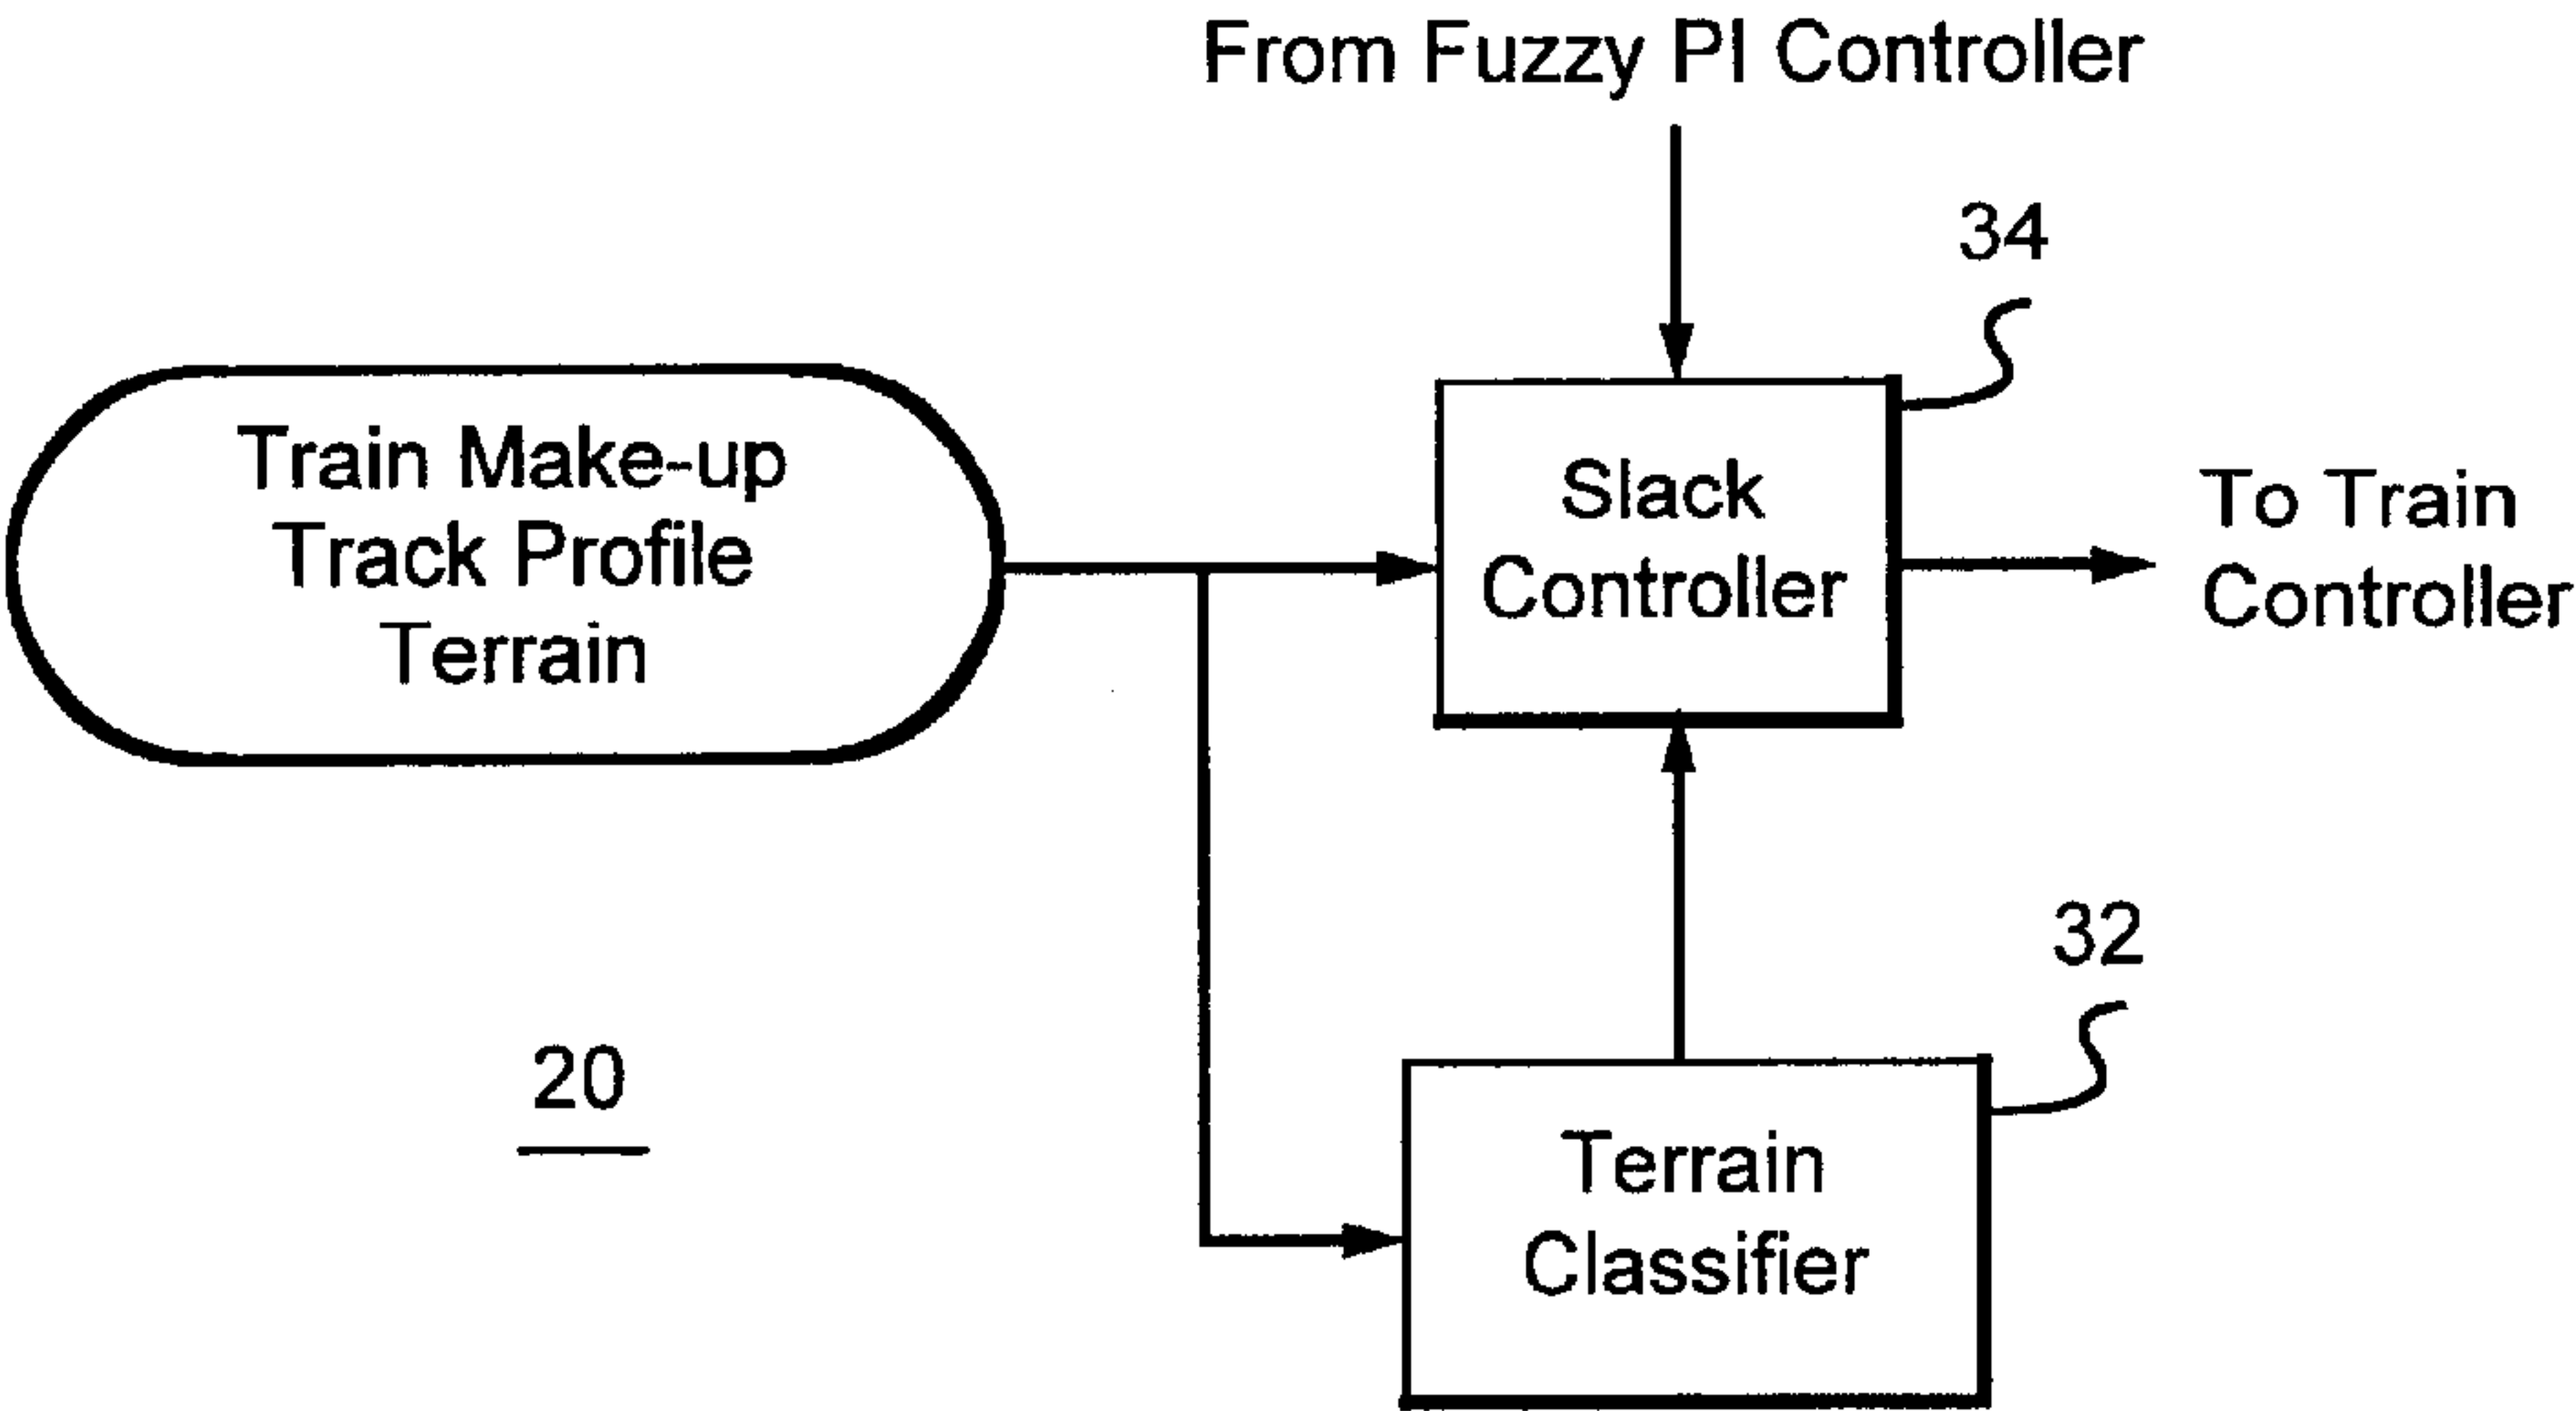 From Fuzzy PI Controller
34
Train Make-up
Track Profile
Terrain
Slack
Controller
To Train
Controller
32
20
Terrain
Classifier